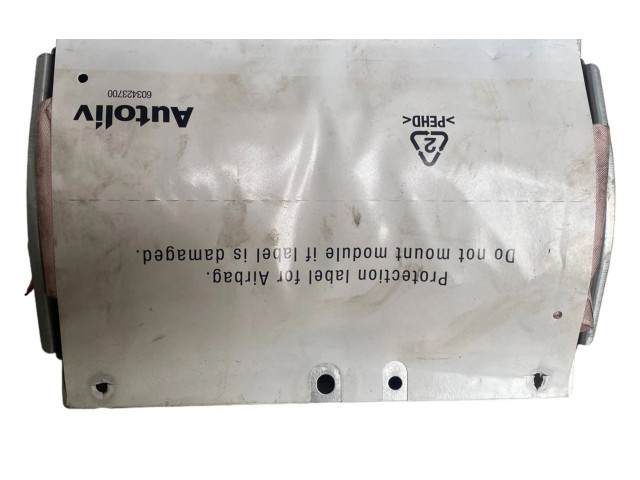 Protection label for Airbag.
Do not mount module if label is damaged.
2
>PEHD<
Autoliv
603423700